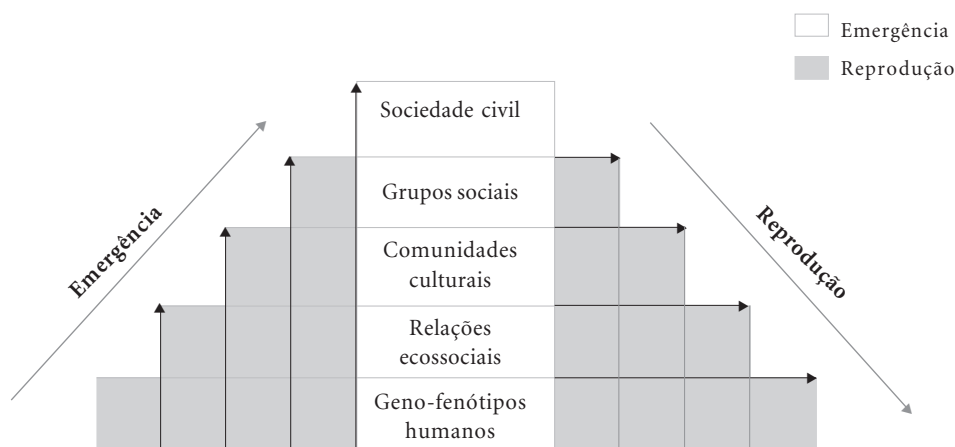 Emergência
Reprodução
Sociedade civil
Grupos sociais
Comunidades
culturais
Relações
ecossociais
Geno-fenótipos
humanos
Emergência
Reprodução